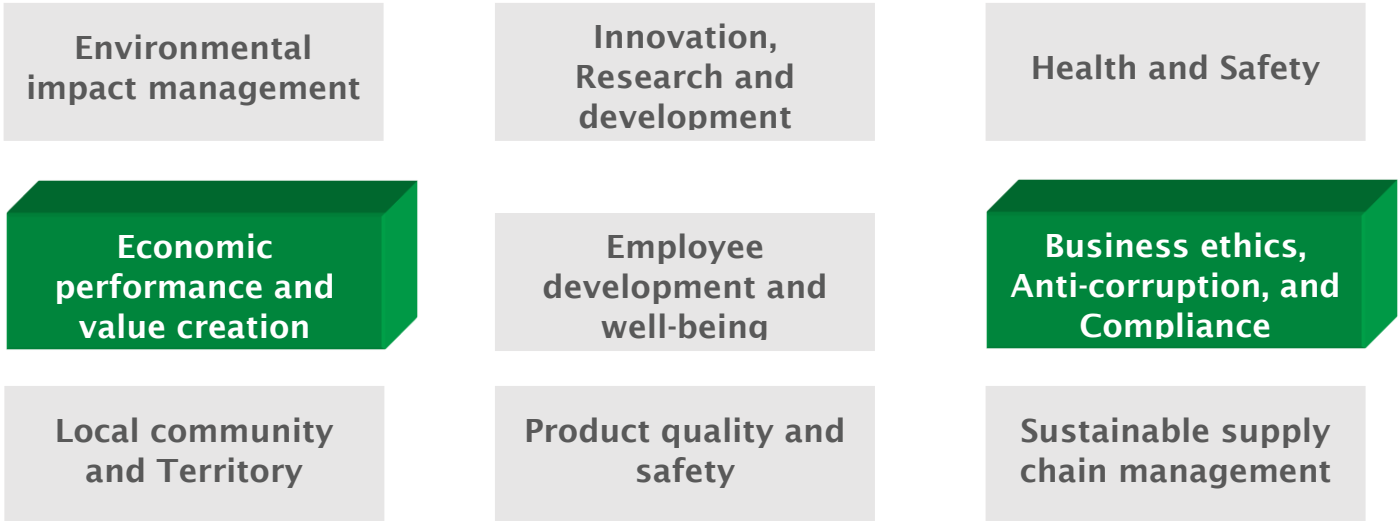 Environmental
impact management
Innovation,
Research and
development
Health and Safety
Economic
performance and
value creation
Employee
development and
well-being
Business ethics,
Anti-corruption, and
Compliance
Local community
and Territory
Product quality and
safety
Sustainable supply
chain management